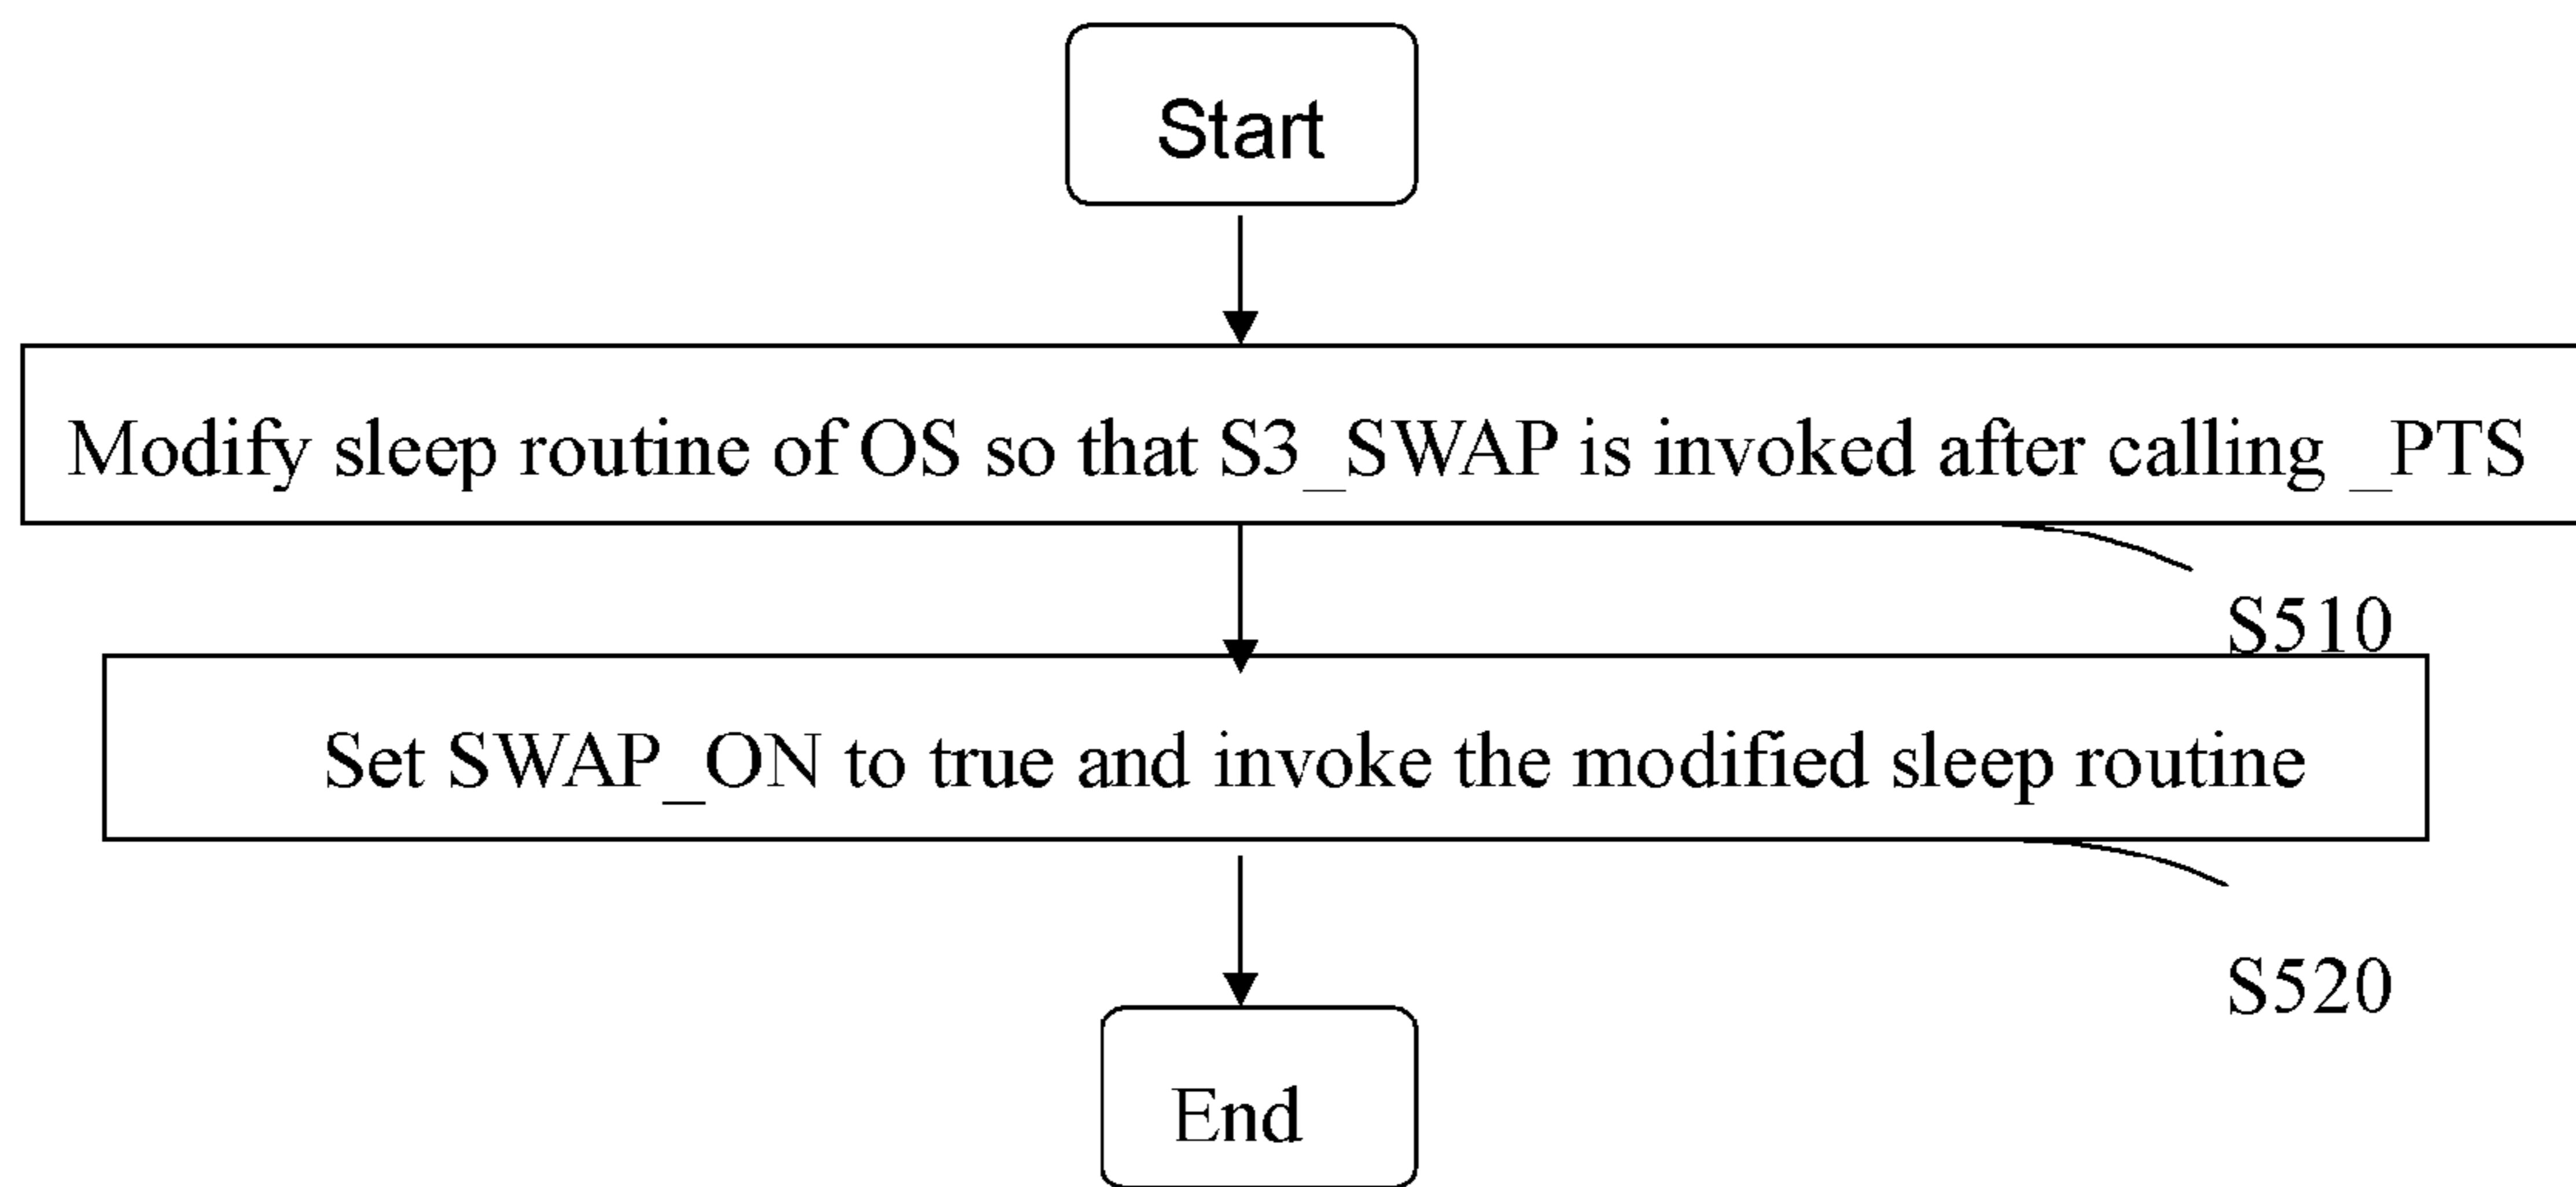 Start
Modify sleep routine of OS so that S3_SWAP is invoked after calling _PTS
S510
Set SWAP_ON to true and invoke the modified sleep routine
S520
End